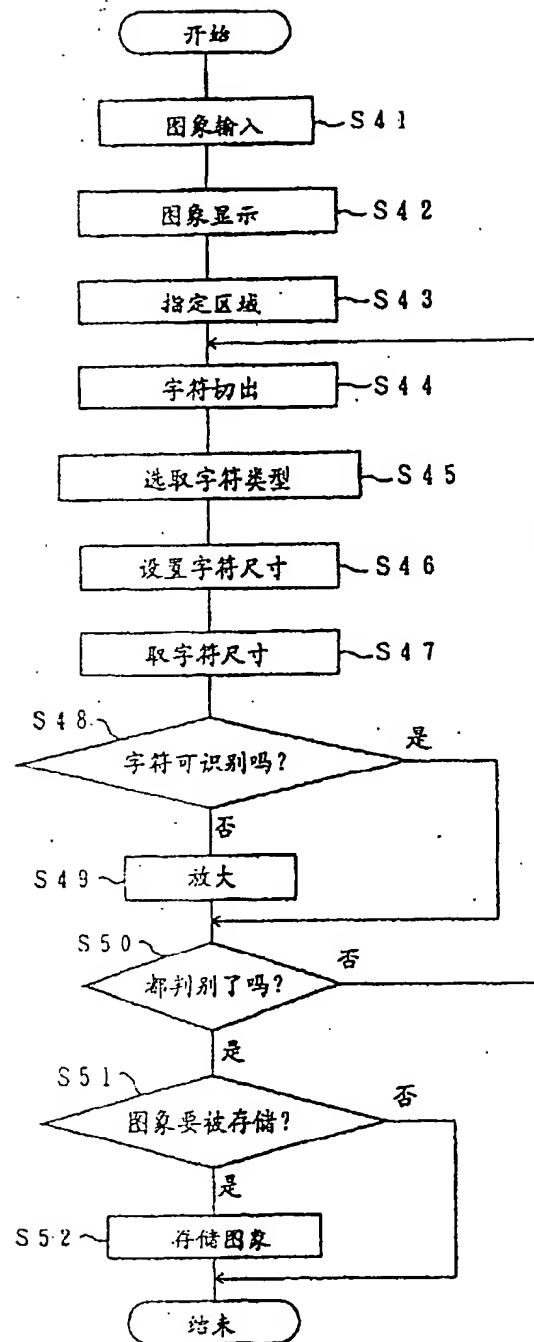 开始
图象输入 S41
图象显示 S42
指定区域 S43
字符切出 S44
选取字符类型 S45
设置字符尺寸 S46
取字符尺寸 S47
S48 是
字符可识别吗?
否
S49 放大
S50 否
都判别了吗?
是
S51 否
图象要被存储?
是
S52 存储图象
结束